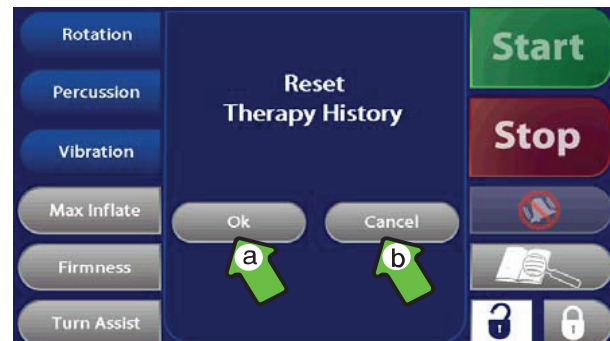 Rotation
Percussion
Vibration
Max Inflate
Firmness
Turn Assist
Reset
Therapy History
Ok
Cancel
a
b
Start
Stop